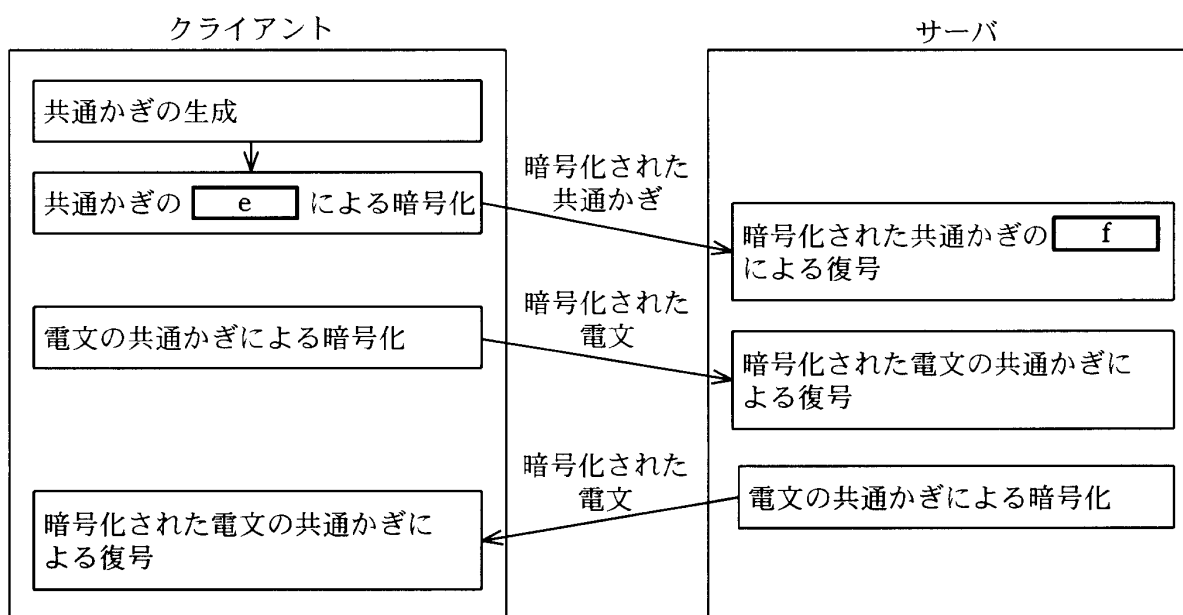 クライアント
サーバ
共通かぎの生成
共通かぎの e による暗号化
暗号化された
共通かぎ
暗号化された共通かぎの f
による復号
電文の共通かぎによる暗号化
暗号化された
電文
暗号化された電文の共通かぎに
よる復号
暗号化された
電文
電文の共通かぎによる暗号化
暗号化された電文の共通かぎに
よる復号